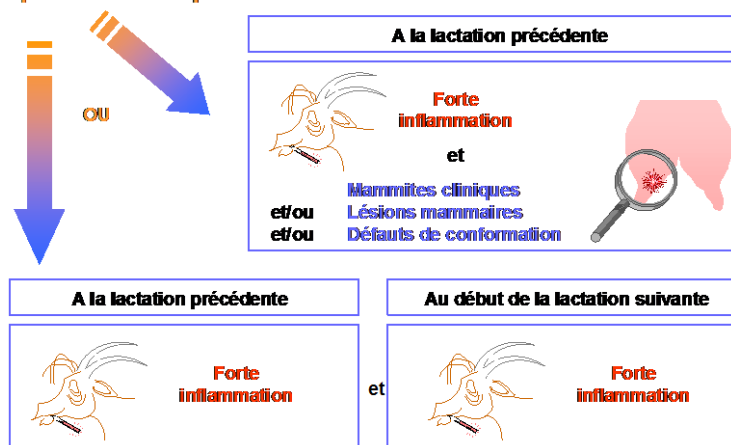 A la lactation précédente
ou
Forte
inflammation
et
Mammites cliniques
et/ou Lésions mammaires
et/ou Défauts de conformation
A la lactation précédente
Au début de la lactation suivante
Forte
inflammation
et
Forte
inflammation